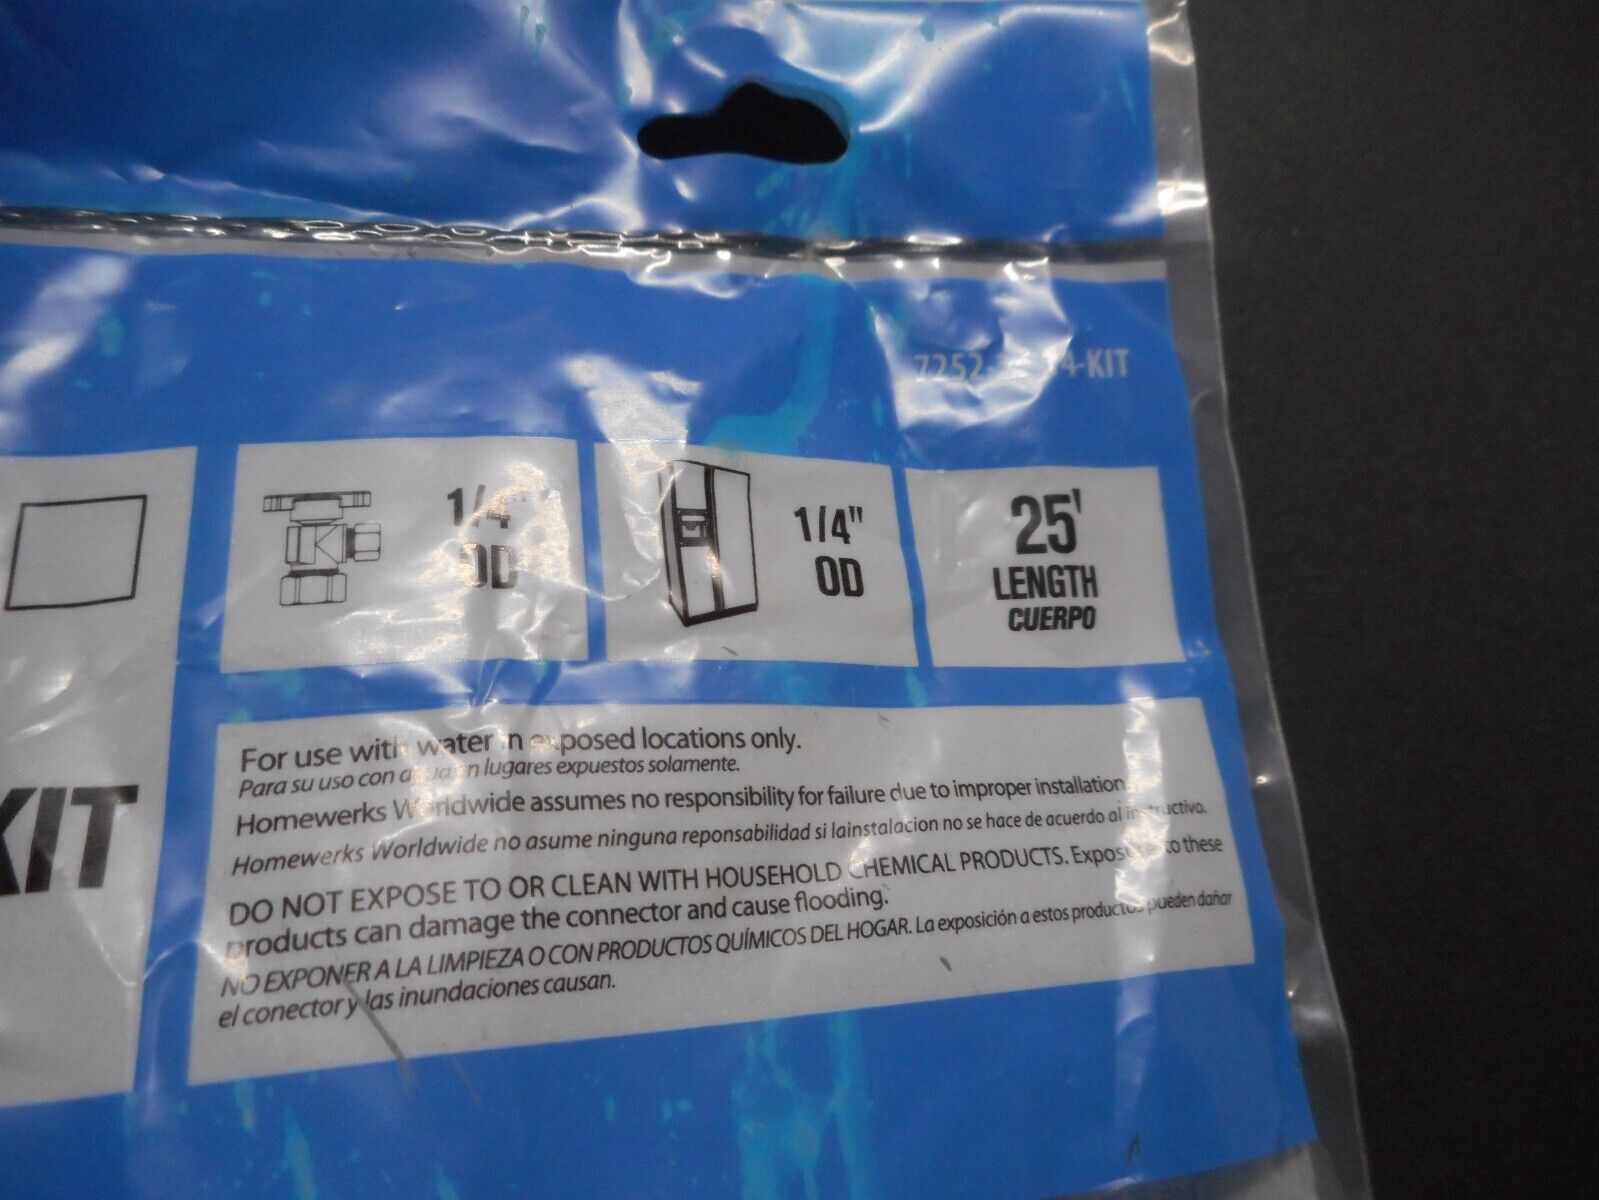 KIT
1/4" OD
1/4"
OD
25'
LENGTH
CUERPO
For use with water in exposed locations only.
Para su uso con agua en lugares expuestos solamente.
Homewerks Worldwide assumes no responsibility for failure due to improper installation.
Homewerks Worldwide no asume ninguna reponsabilidad si lainstalacion no se hace de acuerdo al instructivo.
DO NOT EXPOSE TO OR CLEAN WITH HOUSEHOLD CHEMICAL PRODUCTS. Exposure to these
products can damage the connector and cause flooding.
NO EXPONER A LA LIMPIEZA O CON PRODUCTOS QUÍMICOS DEL HOGAR. La exposición a estos productos pueden dañar
el conector y las inundaciones causan.